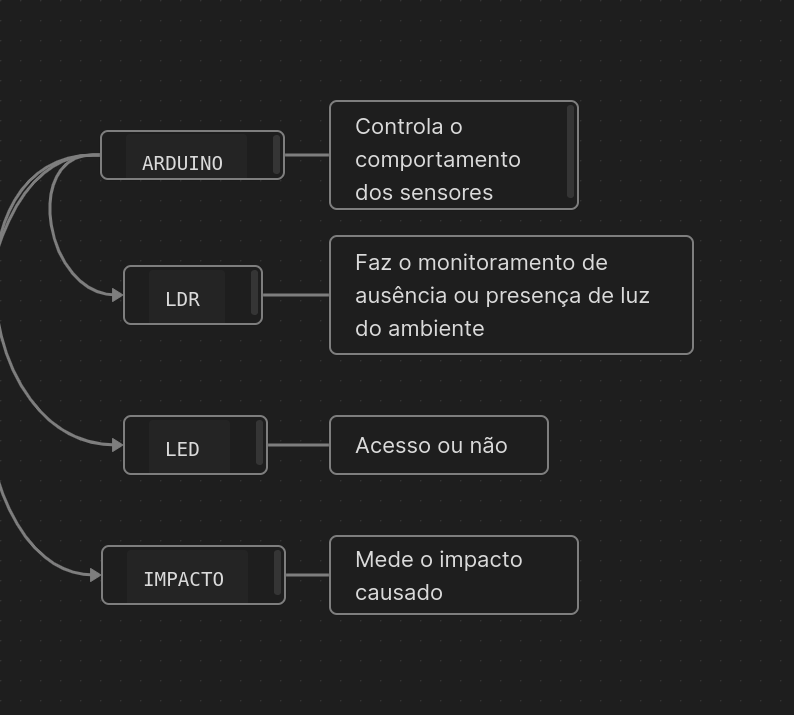 ARDUINO
Controla o
comportamento
dos sensores
LDR
Faz o monitoramento de
ausência ou presença de luz
do ambiente
LED
Acesso ou não
IMPACTO
Mede o impacto
causado